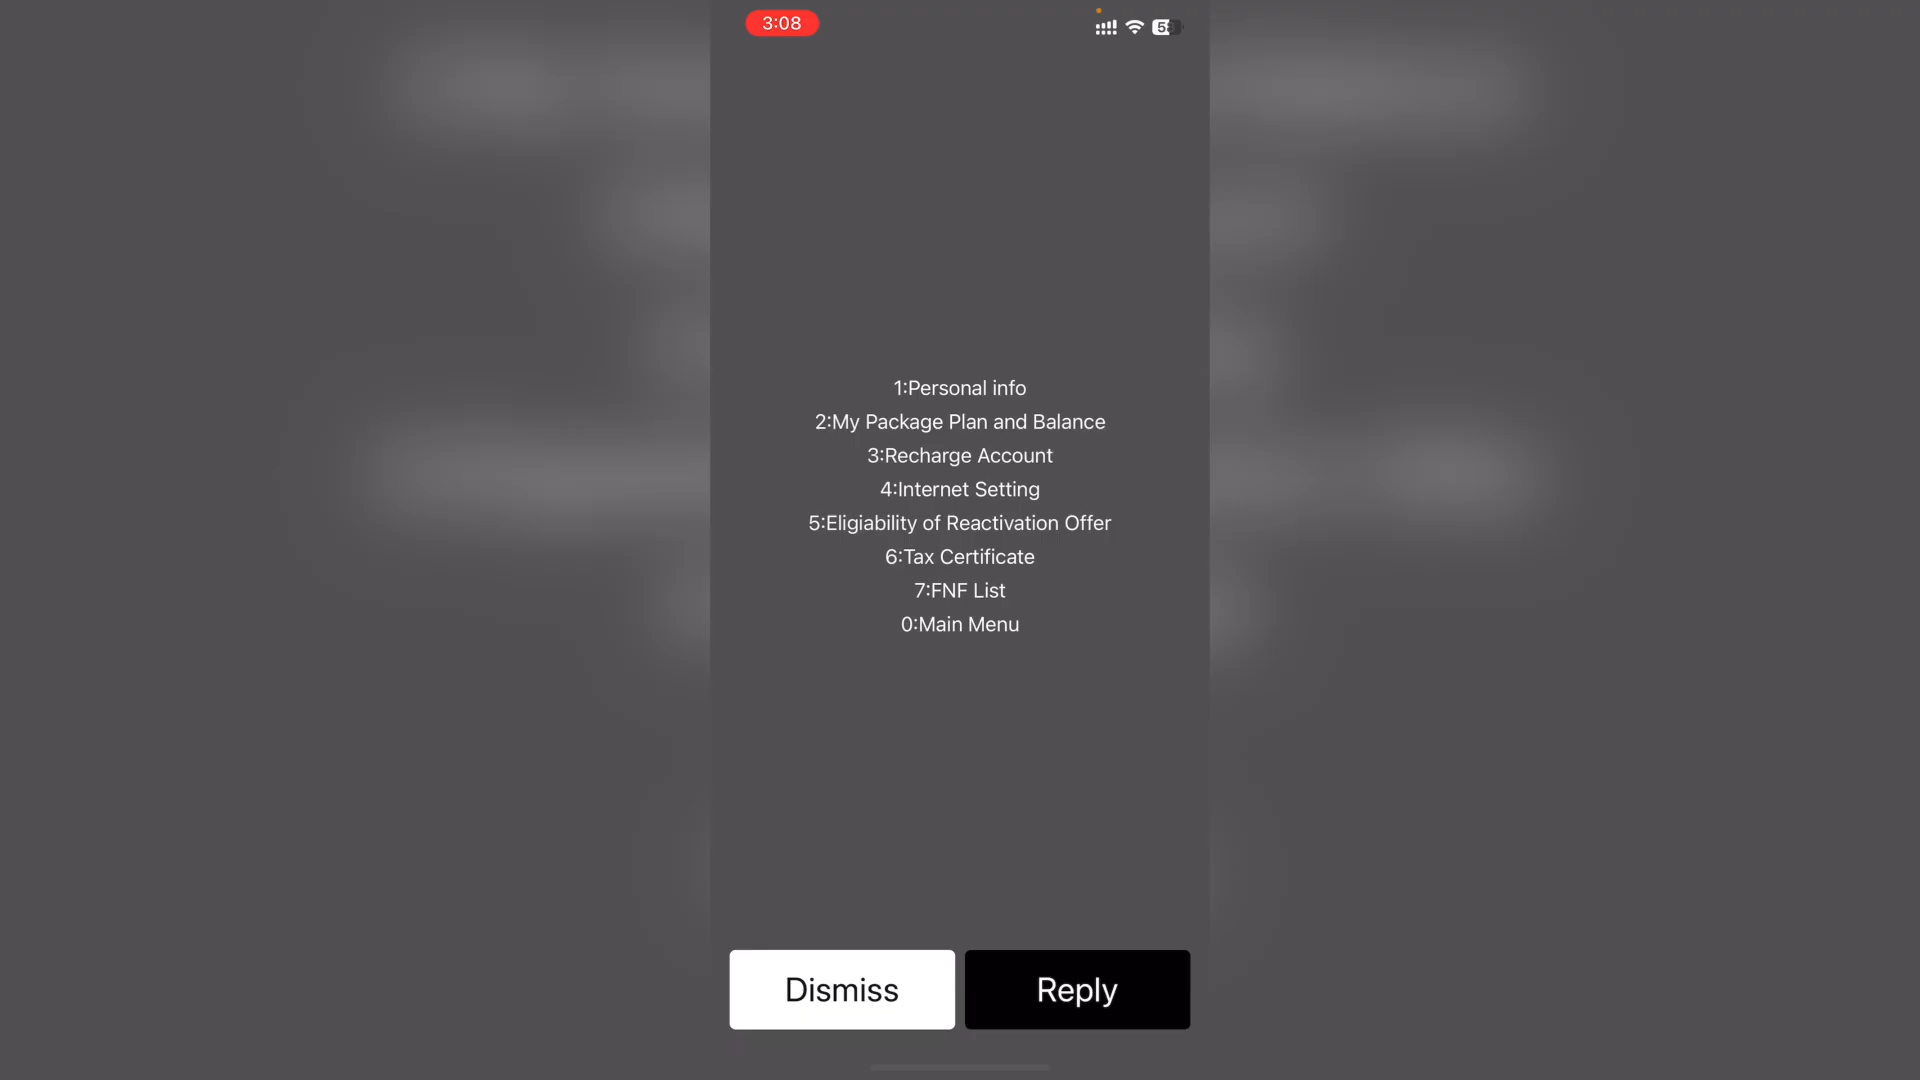 3:08
1:Personal info
2:My Package Plan and Balance
3:Recharge Account
4:Internet Setting
5:Eligiability of Reactivation Offer
6:Tax Certificate
7:FNF List
0:Main Menu
Dismiss
Reply